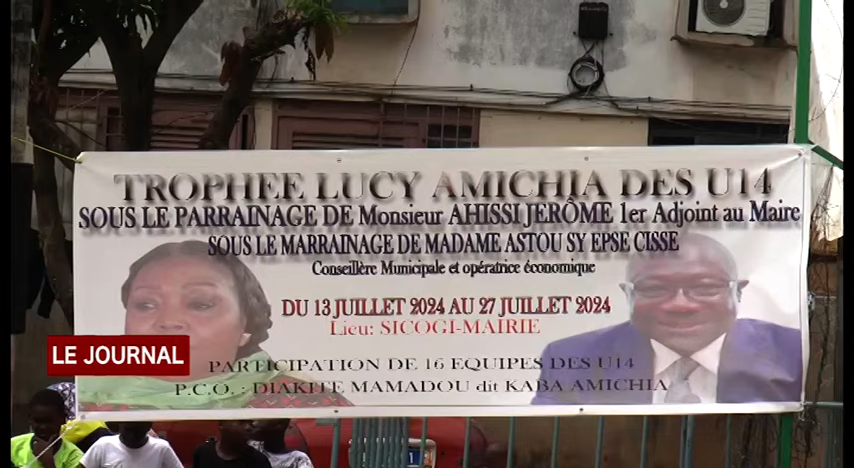 TROPHEE LUCY AMICHIA DES U14
SOUS LE PARRAINAGE DE Monsieur AHISSI JERÔME 1er Adjoint au Maire
SOUS LE MARRAINAGE DE MADAME ASTOU SY EPSE CISSE
Conseillère Municipale et opératrice économique
DU 13 JUILLET 2024 AU 27 JUILLET 2024
Lieu: SICOGI-MAIRIE
LE JOURNAL
PARTICIPATION DE 16 EQUIPES DES U14
P.C.O. : DIAKITE MAMADOU dit KABA AMICHIA